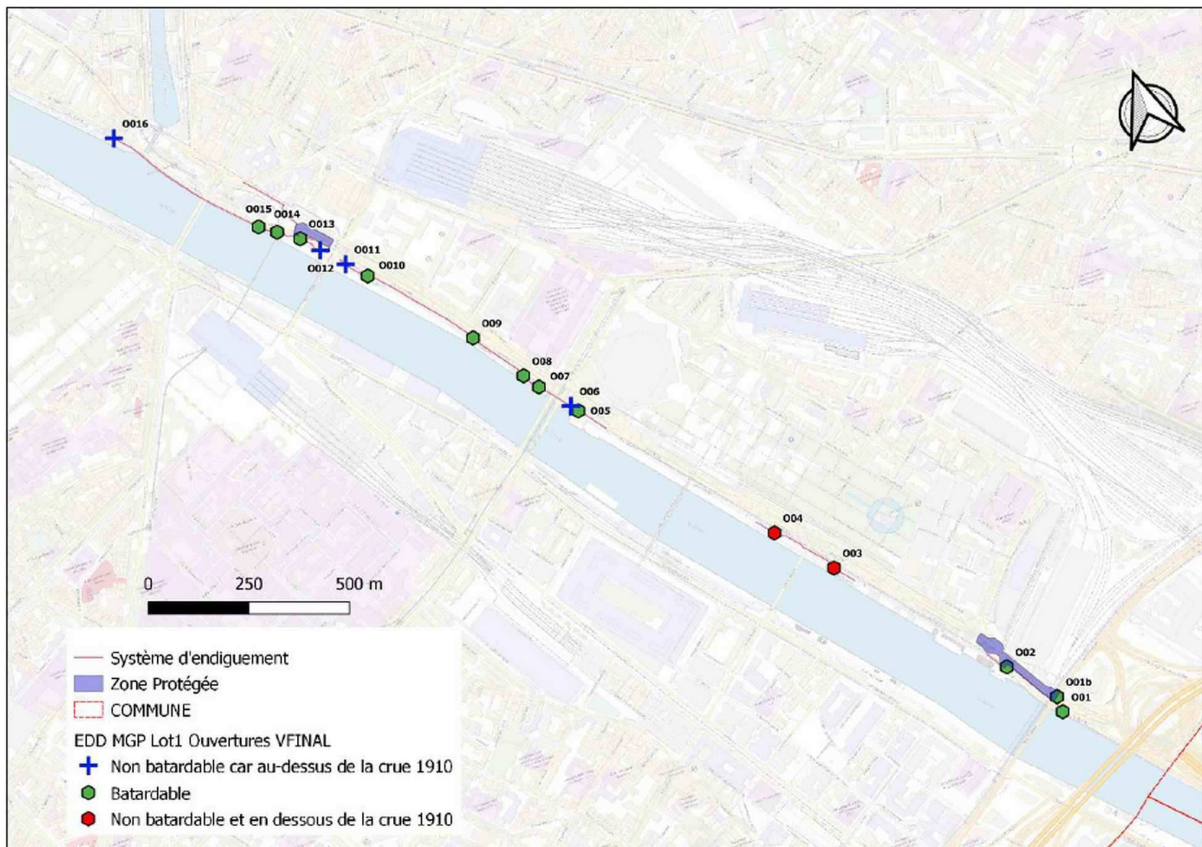 O016
O015
O014
O013
O012
O011
O010
O09
O08
O07
O06
O05
O04
O03
O02
O01b
O01
0 250 500 m
Système d'endiguement
Zone Protégée
COMMUNE
EDD MGP Lot1 Ouvertures VFINAL
Non batardable car au-dessus de la crue 1910
Batardable
Non batardable et en dessous de la crue 1910